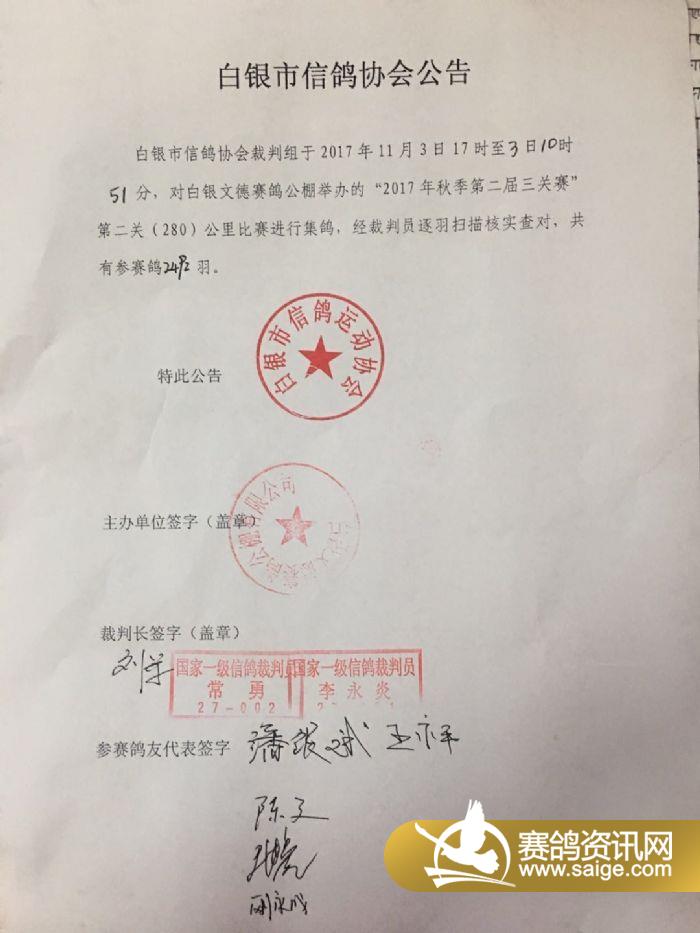 白银市信鸽协会公告
白银市信鸽协会裁判组于2017年11月3日17时至3日10时
51分，对白银文德赛鸽公棚举办的“2017年秋季第二届三关赛”
第二关（280）公里比赛进行集鸽，经裁判员逐羽扫描核实查对，共
有参赛鸽2492羽。
白银市信鸽运动协会
特此公告
主办单位签字（盖章）
裁判长签字（盖章）
国家一级信鸽裁判员
常勇
27-002
国家一级信鸽裁判员
李永炎
参赛鸽友代表签字
陈文
赛鸽资讯网
www.saige.com